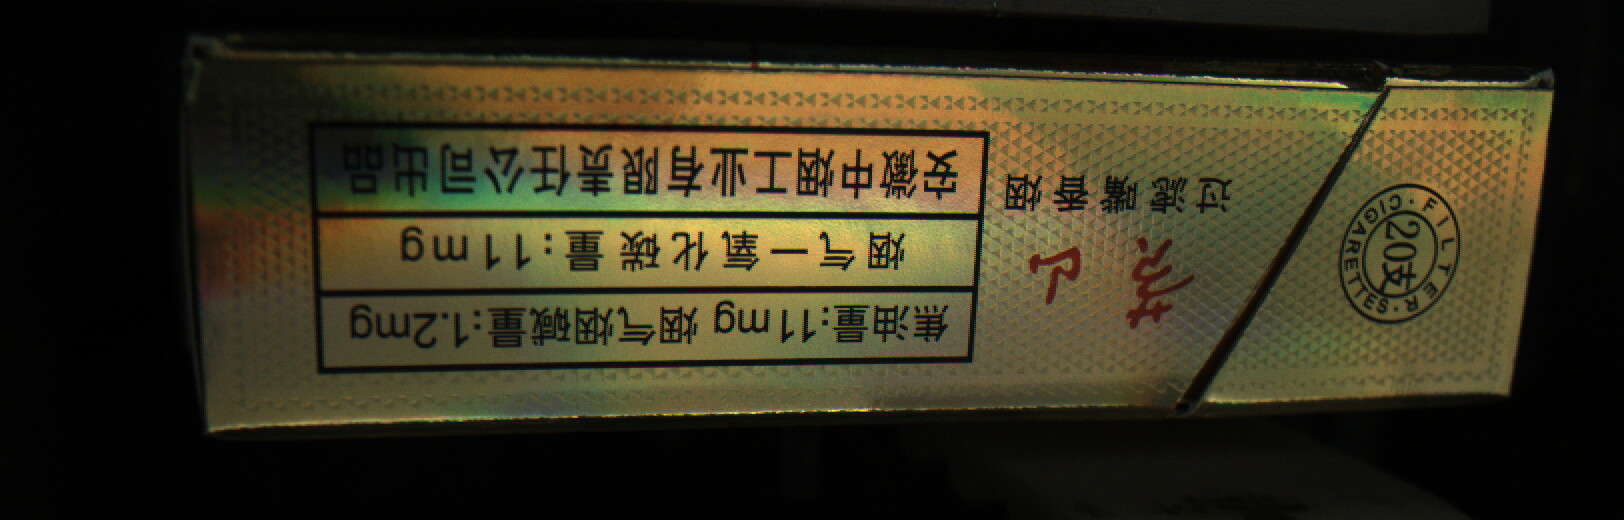 FILTER CIGARETTES
20支
黄山
过滤嘴香烟
焦油量:11mg 烟气烟碱量:1.2mg
烟气一氧化碳量:11mg
安徽中烟工业有限责任公司出品